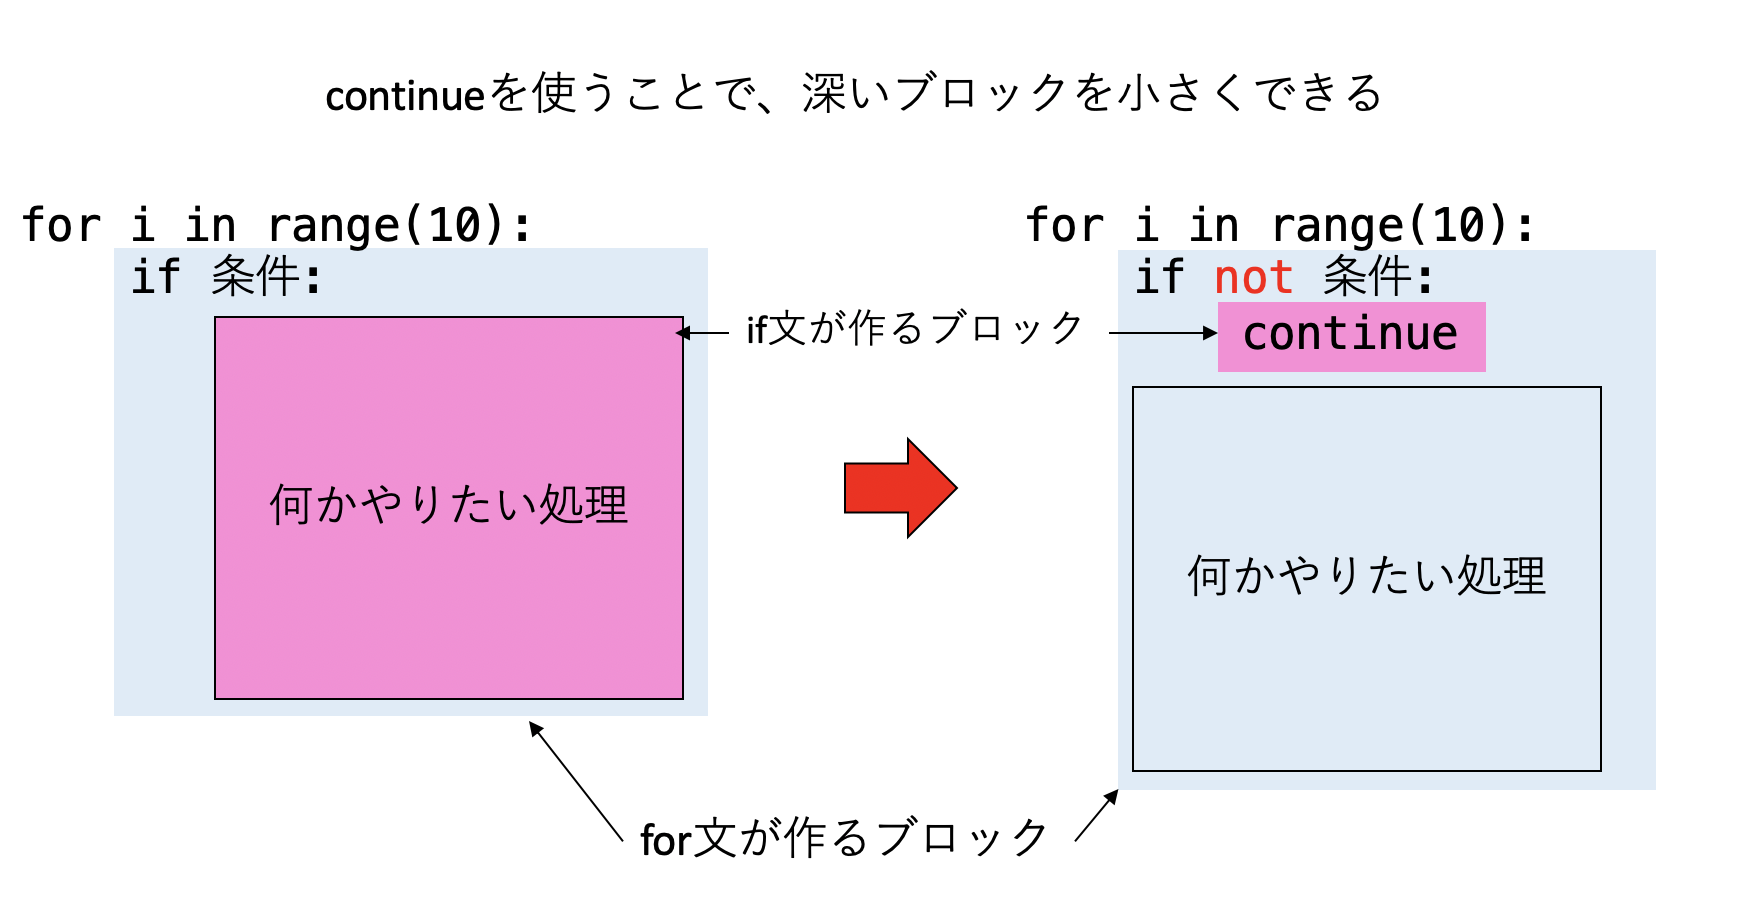 continueを使うことで、深いブロックを小さくできる
for i in range(10):
if 条件:
何かやりたい処理
if文が作るブロック
for i in range(10):
if not 条件:
continue
何かやりたい処理
for文が作るブロック